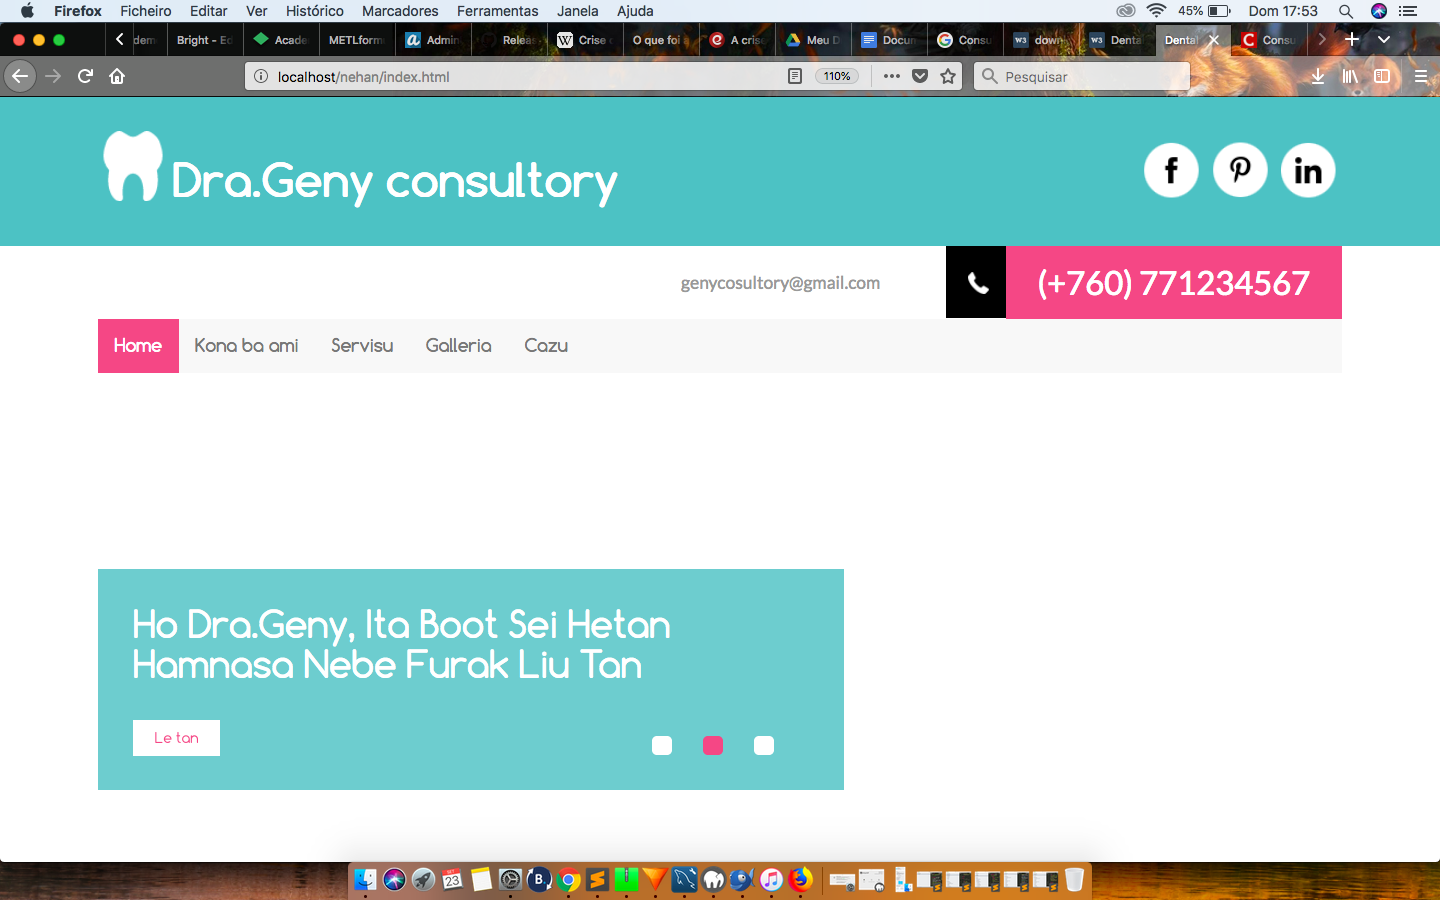 Firefox Ficheiro Editar Ver Histórico Marcadores Ferramentas Janela Ajuda 45% Dom 17:53
Bright - Ed Acade METLform Admin Releas Crise O que foi A cris Meu D Docum Consu down Denta Denta Consu
localhost/nehan/index.html 110% Pesquisar
Dra.Geny consultory
genycosultory@gmail.com (+760) 771234567
Home Kona ba ami Servisu Galleria Cazu
Ho Dra.Geny, Ita Boot Sei Hetan
Hamnasa Nebe Furak Liu Tan
Le tan
23